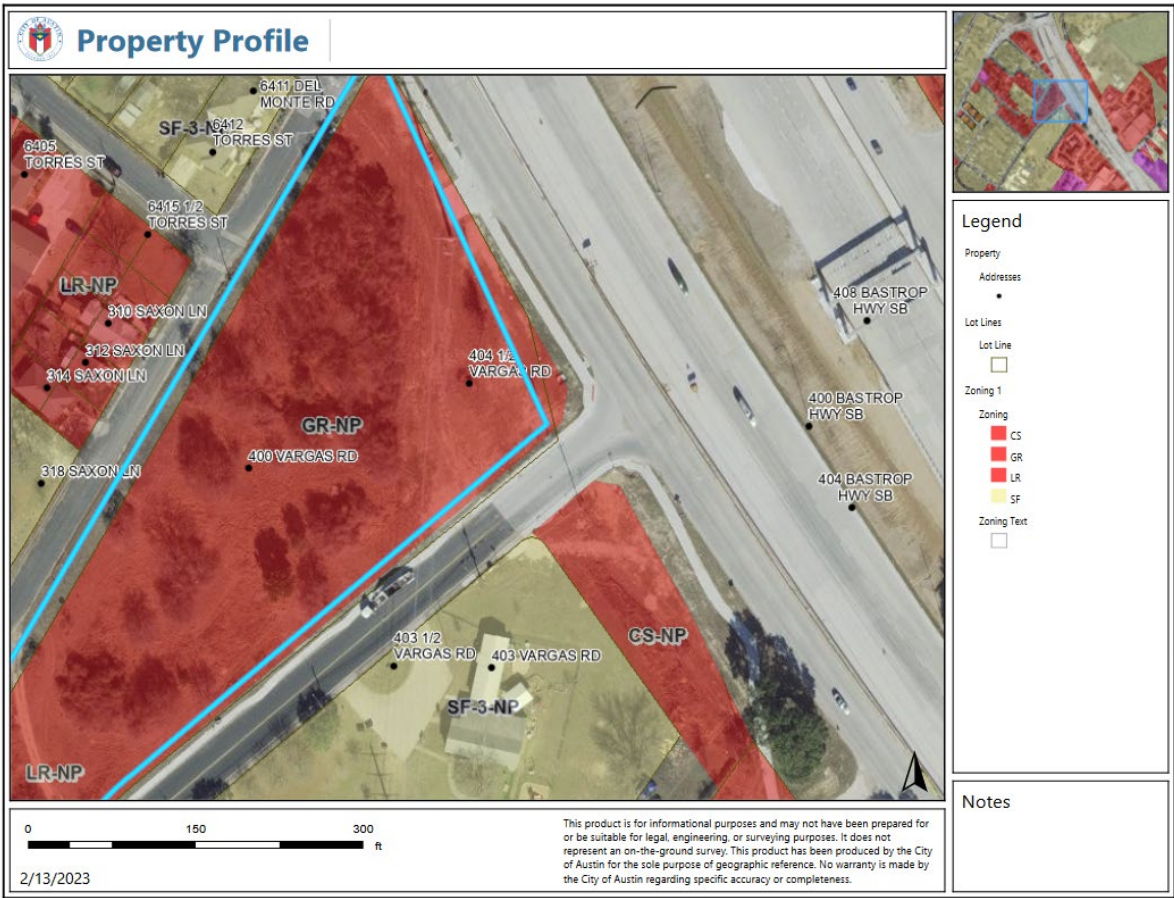 Property Profile
6411 DEL
MONTE RD
SF-3-NP
6412
TORRES ST
6405
TORRES ST
6415 1/2
TORRES ST
LR-NP
310 SAXON LN
312 SAXON LN
314 SAXON LN
318 SAXON LN
408 BASTROP
HWY SB
404 1/2
VARGAS RD
400 BASTROP
HWY SB
GR-NP
400 VARGAS RD
404 BASTROP
HWY SB
CS-NP
403 1/2
VARGAS RD
403 VARGAS RD
SF-3-NP
LR-NP
Legend
Property
Addresses
Lot Lines
Lot Line
Zoning 1
Zoning
CS
GR
LR
SF
Zoning Text
Notes
0 150 300
ft
2/13/2023
This product is for informational purposes and may not have been prepared for
or be suitable for legal, engineering, or surveying purposes. It does not
represent an on-the-ground survey. This product has been produced by the City
of Austin for the sole purpose of geographic reference. No warranty is made by
the City of Austin regarding specific accuracy or completeness.